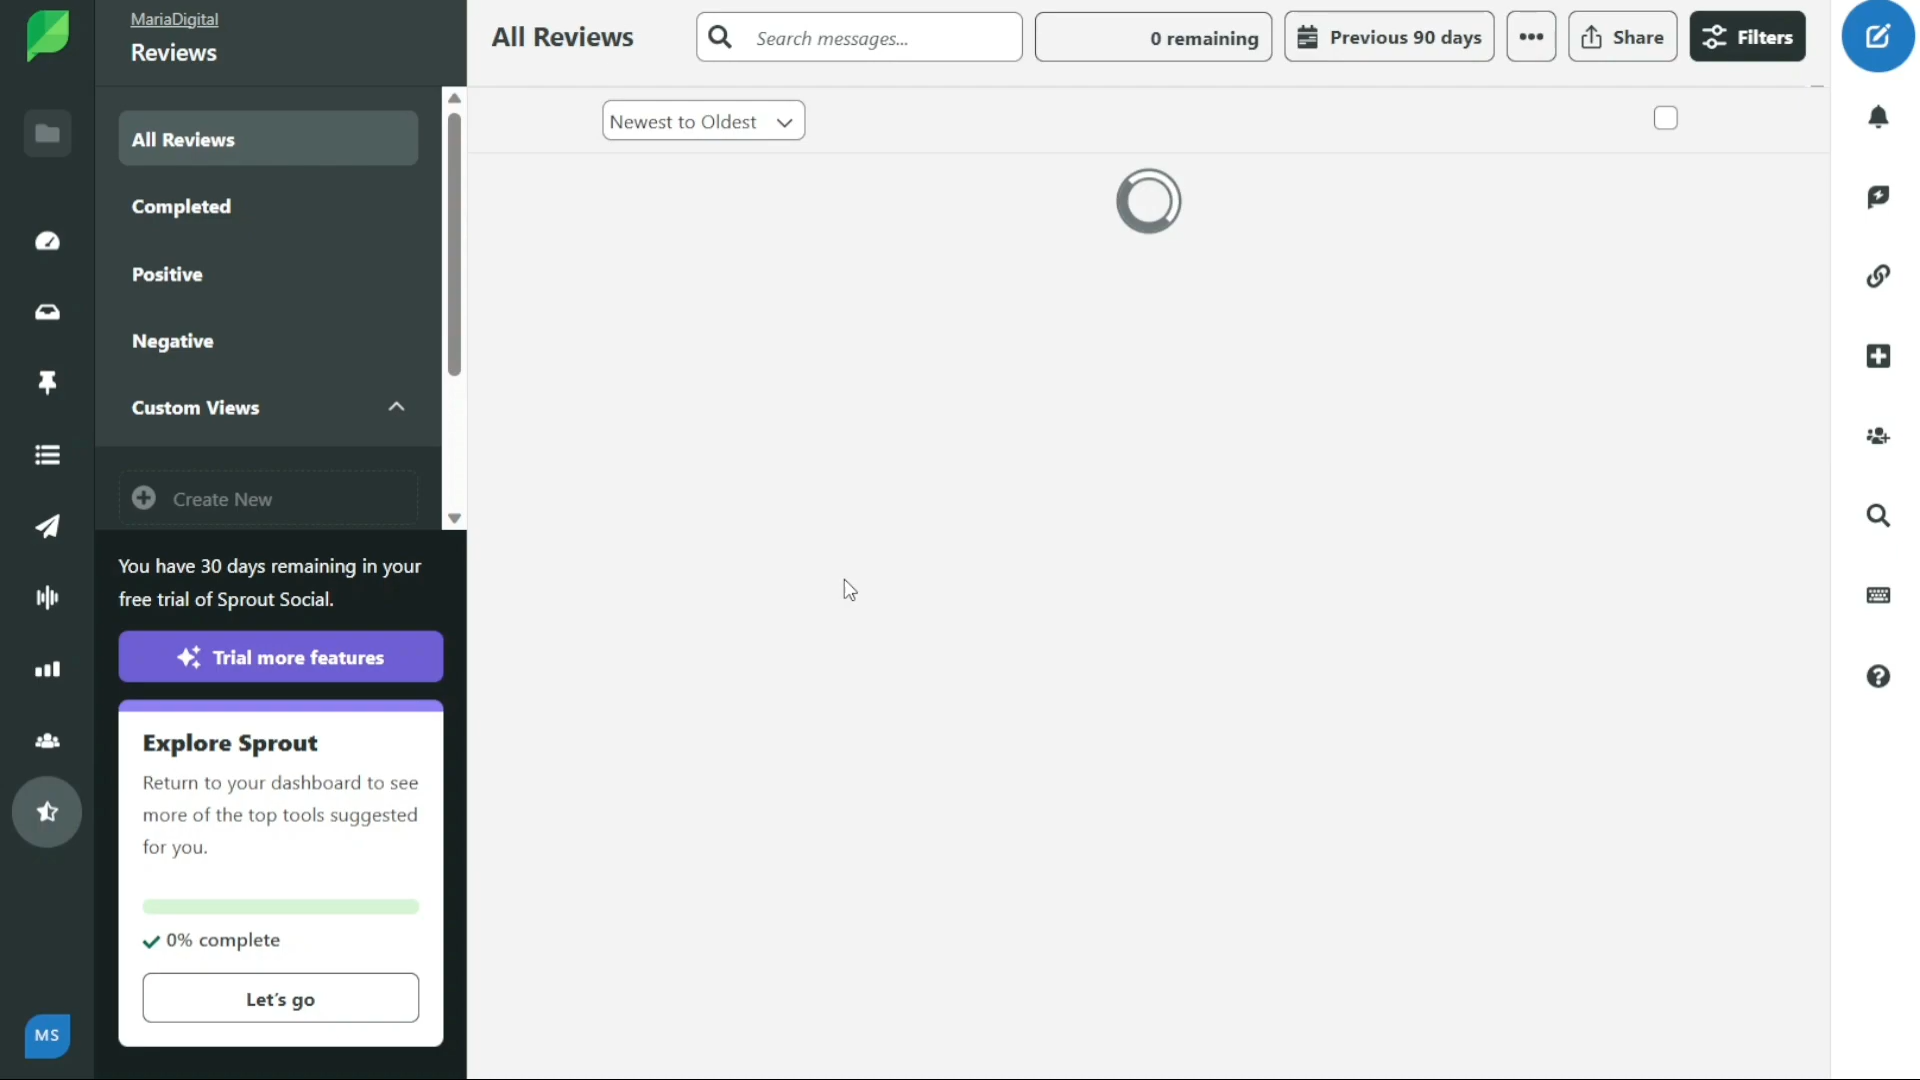 MariaDigital
Reviews
All Reviews
Search messages...
0 remaining
Previous 90 days
Share
Filters
Newest to Oldest
All Reviews
Completed
Positive
Negative
Custom Views
Create New
You have 30 days remaining in your
free trial of Sprout Social.
Trial more features
Explore Sprout
Return to your dashboard to see
more of the top tools suggested
for you.
0% complete
Let's go
MS